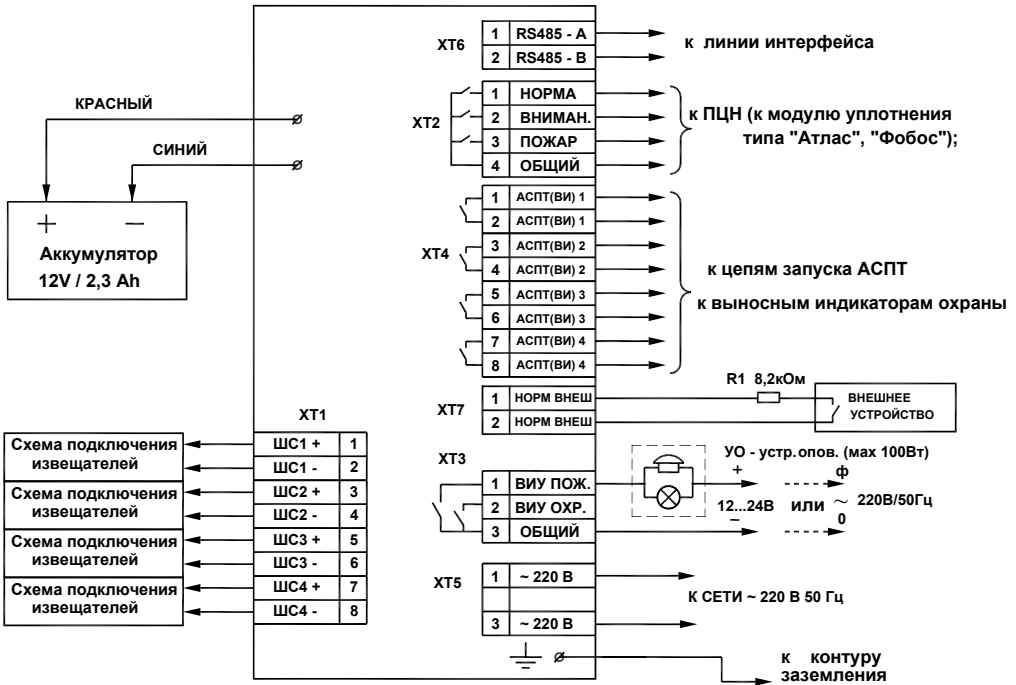 КРАСНЫЙ
СИНИЙ
+ –
Аккумулятор
12V / 2,3 Ah
XT6
1 RS485 - A
2 RS485 - B
к линии интерфейса
XT2
1 НОРМА
2 ВНИМАН.
3 ПОЖАР
4 ОБЩИЙ
к ПЦН (к модулю уплотнения
типа "Атлас", "Фобос");
XT4
1 АСПТ(ВИ) 1
2 АСПТ(ВИ) 1
3 АСПТ(ВИ) 2
4 АСПТ(ВИ) 2
5 АСПТ(ВИ) 3
6 АСПТ(ВИ) 3
7 АСПТ(ВИ) 4
8 АСПТ(ВИ) 4
к цепям запуска АСПТ
к выносным индикаторам охраны
XT7
1 НОРМ ВНЕШ
2 НОРМ ВНЕШ
R1 8,2кОм
ВНЕШНЕЕ
УСТРОЙСТВО
XT1
ШС1 + 1
ШС1 - 2
ШС2 + 3
ШС2 - 4
ШС3 + 5
ШС3 - 6
ШС4 + 7
ШС4 - 8
Схема подключения
извещателей
Схема подключения
извещателей
Схема подключения
извещателей
Схема подключения
извещателей
XT3
1 ВИУ ПОЖ.
2 ВИУ ОХР.
3 ОБЩИЙ
УО - устр.опов. (мах 100Вт)
+ ф
12...24В или ~ 220В/50Гц
– 0
XT5
1 ~ 220 В
3 ~ 220 В
К СЕТИ ~ 220 В 50 Гц
к контуру
заземления